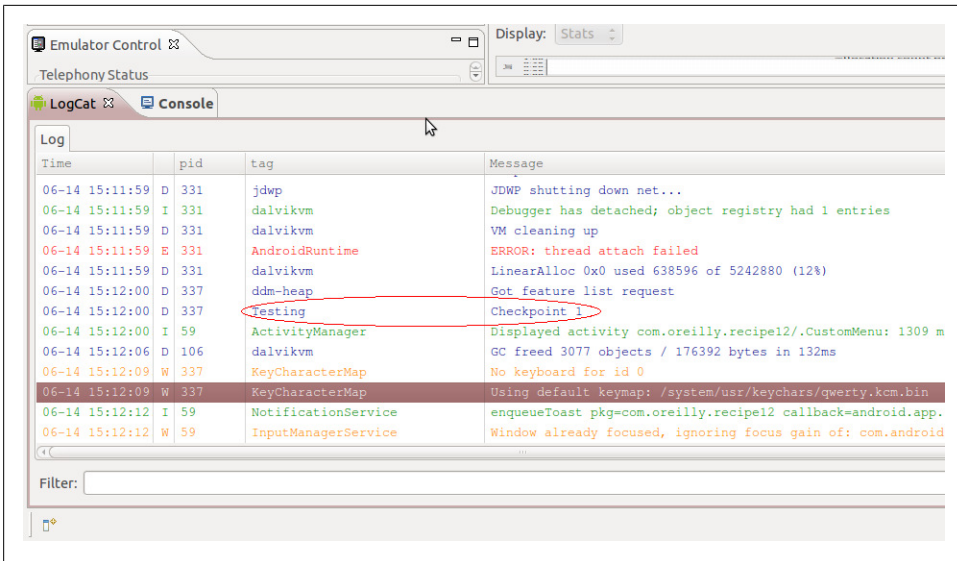 Emulator Control
Display: Stats
Telephony Status
LogCat Console
Log
Time pid tag Message
06-14 15:11:59 D 331 jdwp JDWP shutting down net...
06-14 15:11:59 I 331 dalvikvm Debugger has detached; object registry had 1 entries
06-14 15:11:59 D 331 dalvikvm VM cleaning up
06-14 15:11:59 E 331 AndroidRuntime ERROR: thread attach failed
06-14 15:11:59 D 331 dalvikvm LinearAlloc 0x0 used 638596 of 5242880 (12%)
06-14 15:12:00 D 337 ddm-heap Got feature list request
06-14 15:12:00 D 337 Testing Checkpoint 1
06-14 15:12:00 I 59 ActivityManager Displayed activity com.oreilly.recipe12/.CustomMenu: 1309 m
06-14 15:12:06 D 106 dalvikvm GC freed 3077 objects / 176392 bytes in 132ms
06-14 15:12:09 W 337 KeyCharacterMap No keyboard for id 0
06-14 15:12:09 W 337 KeyCharacterMap Using default keymap: /system/usr/keychars/qwerty.kcm.bin
06-14 15:12:12 I 59 NotificationService enqueueToast pkg=com.oreilly.recipe12 callback=android.app.
06-14 15:12:12 W 59 InputManagerService Window already focused, ignoring focus gain of: com.android
Filter: